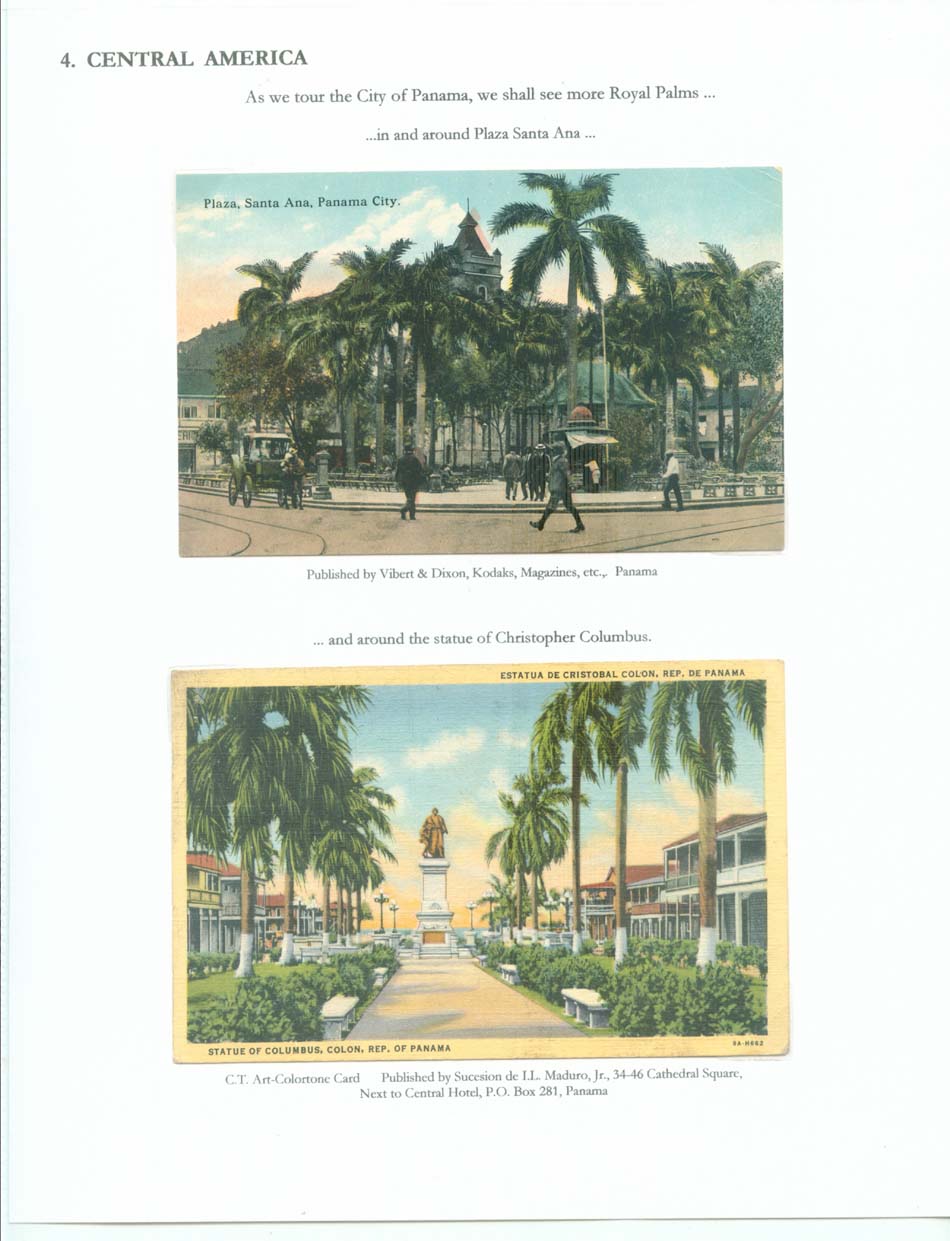 4. CENTRAL AMERICA
As we tour the City of Panama, we shall see more Royal Palms ...
...in and around Plaza Santa Ana ...
Plaza, Santa Ana, Panama City.
Published by Vibert & Dixon, Kodaks, Magazines, etc.,. Panama
... and around the statue of Christopher Columbus.
ESTATUA DE CRISTOBAL COLON, REP. DE PANAMA
STATUE OF COLUMBUS, COLON, REP. OF PANAMA
9A-H662
C.T. Art-Colortone Card Published by Sucesion de I.L. Maduro, Jr., 34-46 Cathedral Square,
Next to Central Hotel, P.O. Box 281, Panama